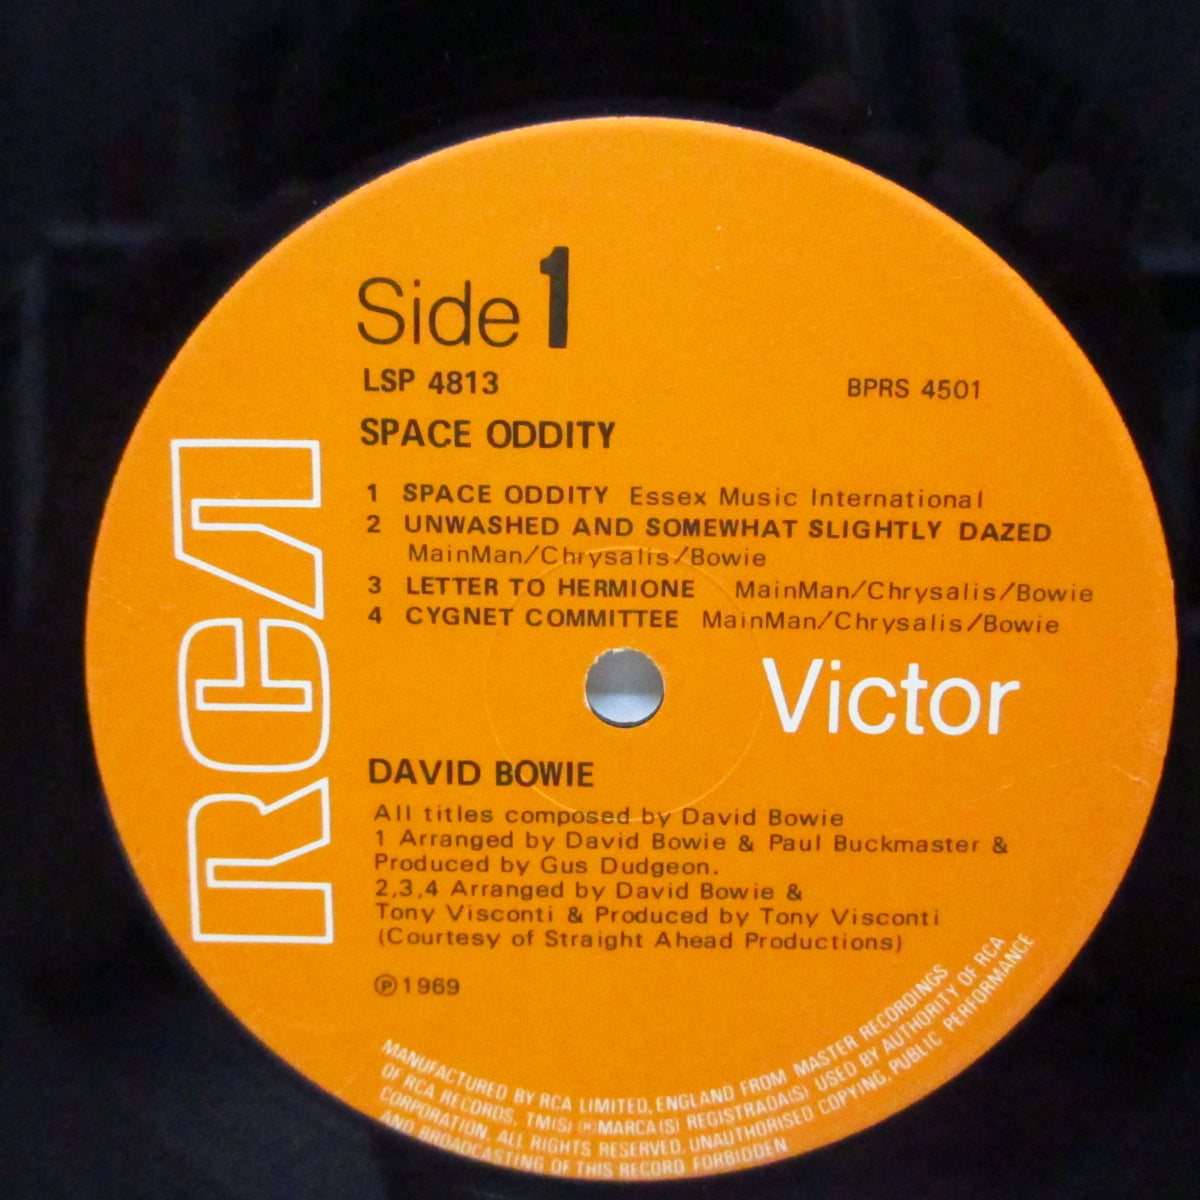 Side 1
LSP 4813
BPRS 4501
SPACE ODDITY
1 SPACE ODDITY Essex Music International
2 UNWASHED AND SOMEWHAT SLIGHTLY DAZED
MainMan/Chrysalis/Bowie
3 LETTER TO HERMIONE MainMan/Chrysalis/Bowie
4 CYGNET COMMITTEE MainMan/Chrysalis/Bowie
RCA
Victor
DAVID BOWIE
All titles composed by David Bowie
1 Arranged by David Bowie & Paul Buckmaster &
Produced by Gus Dudgeon.
2,3,4 Arranged by David Bowie &
Tony Visconti & Produced by Tony Visconti
(Courtesy of Straight Ahead Productions)
℗1969
MANUFACTURED BY RCA LIMITED, ENGLAND FROM MASTER RECORDINGS
OF RCA RECORDS, TM(S) ® MARCA(S) REGISTRADA(S) USED BY AUTHORITY OF RCA
CORPORATION. ALL RIGHTS RESERVED. UNAUTHORISED COPYING, PUBLIC PERFORMANCE
AND BROADCASTING OF THIS RECORD FORBIDDEN